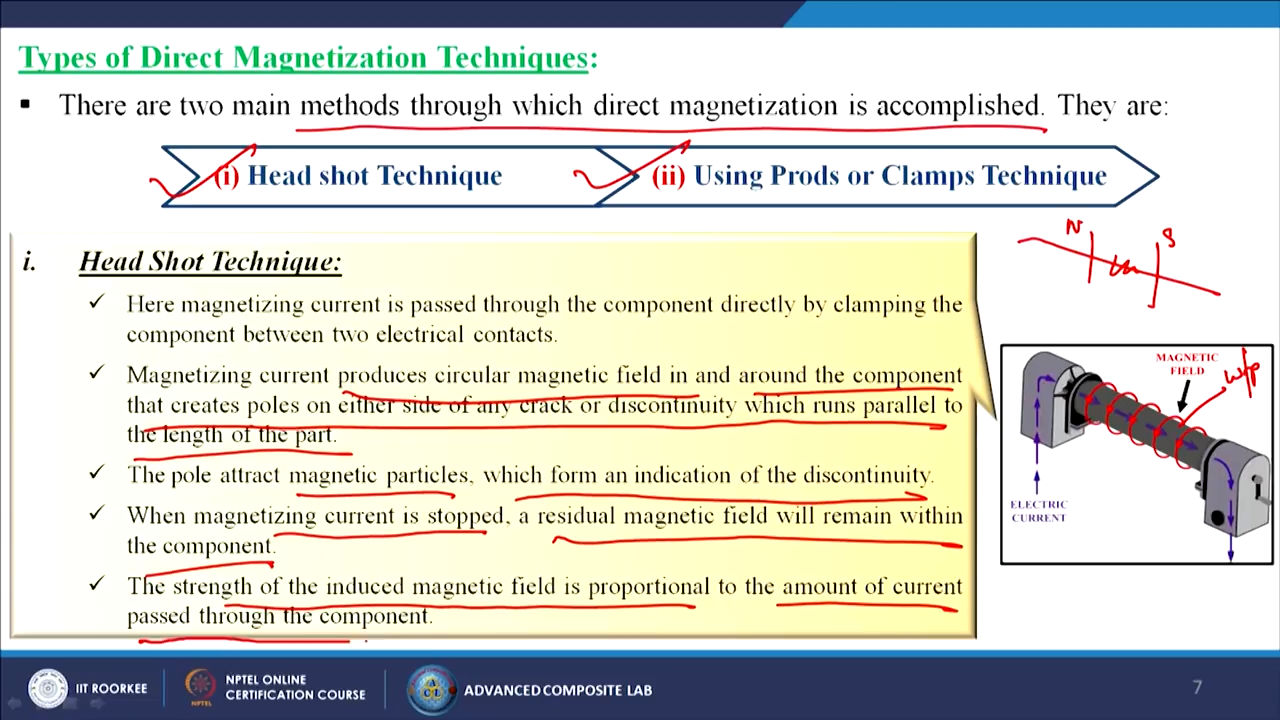 Types of Direct Magnetization Techniques:
▪ There are two main methods through which direct magnetization is accomplished. They are:
(i) Head shot Technique
(ii) Using Prods or Clamps Technique
N S
i. Head Shot Technique:
✓ Here magnetizing current is passed through the component directly by clamping the
component between two electrical contacts.
✓ Magnetizing current produces circular magnetic field in and around the component
that creates poles on either side of any crack or discontinuity which runs parallel to
the length of the part.
✓ The pole attract magnetic particles, which form an indication of the discontinuity.
✓ When magnetizing current is stopped, a residual magnetic field will remain within
the component.
✓ The strength of the induced magnetic field is proportional to the amount of current
passed through the component.
MAGNETIC
FIELD
w/p
ELECTRIC
CURRENT
IIT ROORKEE
NPTEL
NPTEL ONLINE
CERTIFICATION COURSE
ACL
ADVANCED COMPOSITE LAB
7